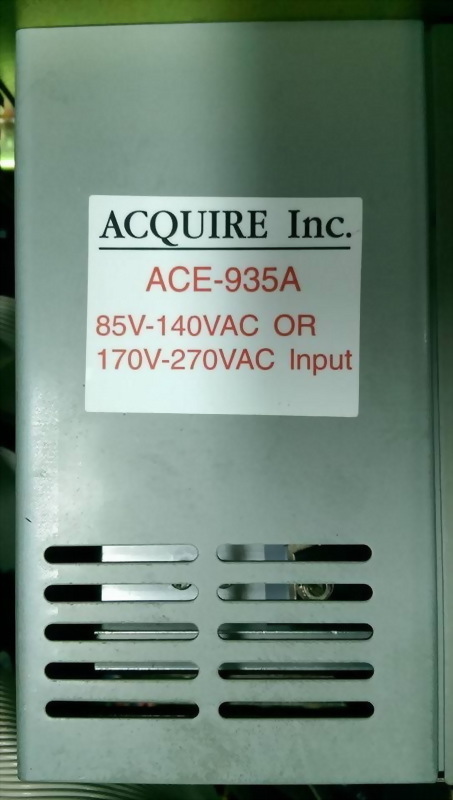 ACQUIRE Inc.
ACE-935A
85V-140VAC OR
170V-270VAC Input